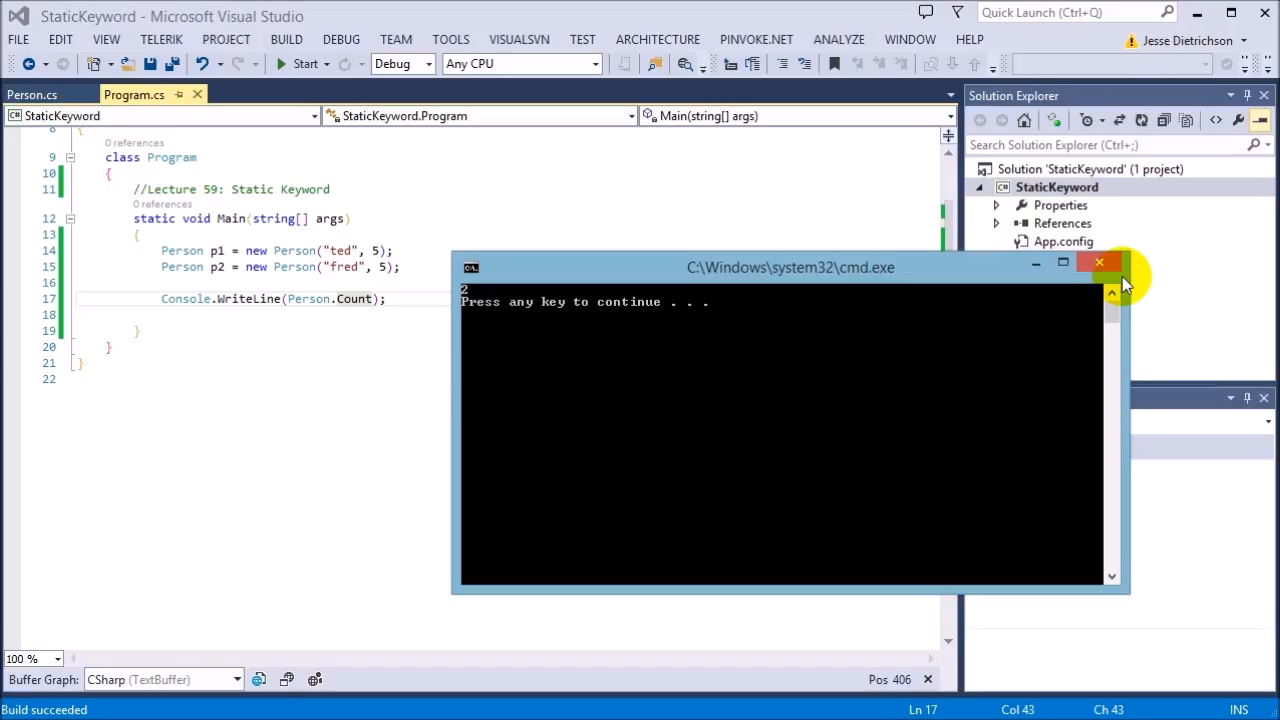 StaticKeyword - Microsoft Visual Studio
Quick Launch (Ctrl+Q)
FILE EDIT VIEW TELERIK PROJECT BUILD DEBUG TEAM TOOLS VISUALSVN TEST ARCHITECTURE PINVOKE.NET ANALYZE WINDOW HELP
Jesse Dietrichson
Start Debug Any CPU
Person.cs Program.cs
StaticKeyword StaticKeyword.Program Main(string[] args)
8 {
0 references
9 class Program
10 {
11 //Lecture 59: Static Keyword
0 references
12 static void Main(string[] args)
13 {
14 Person p1 = new Person("ted", 5);
15 Person p2 = new Person("fred", 5);
16
17 Console.WriteLine(Person.Count);
18
19 }
20 }
21 }
22
C:\Windows\system32\cmd.exe
2
Press any key to continue . . .
Solution Explorer
Search Solution Explorer (Ctrl+;)
Solution 'StaticKeyword' (1 project)
StaticKeyword
Properties
References
App.config
100 %
Buffer Graph: CSharp (TextBuffer) Pos 406
Build succeeded Ln 17 Col 43 Ch 43 INS